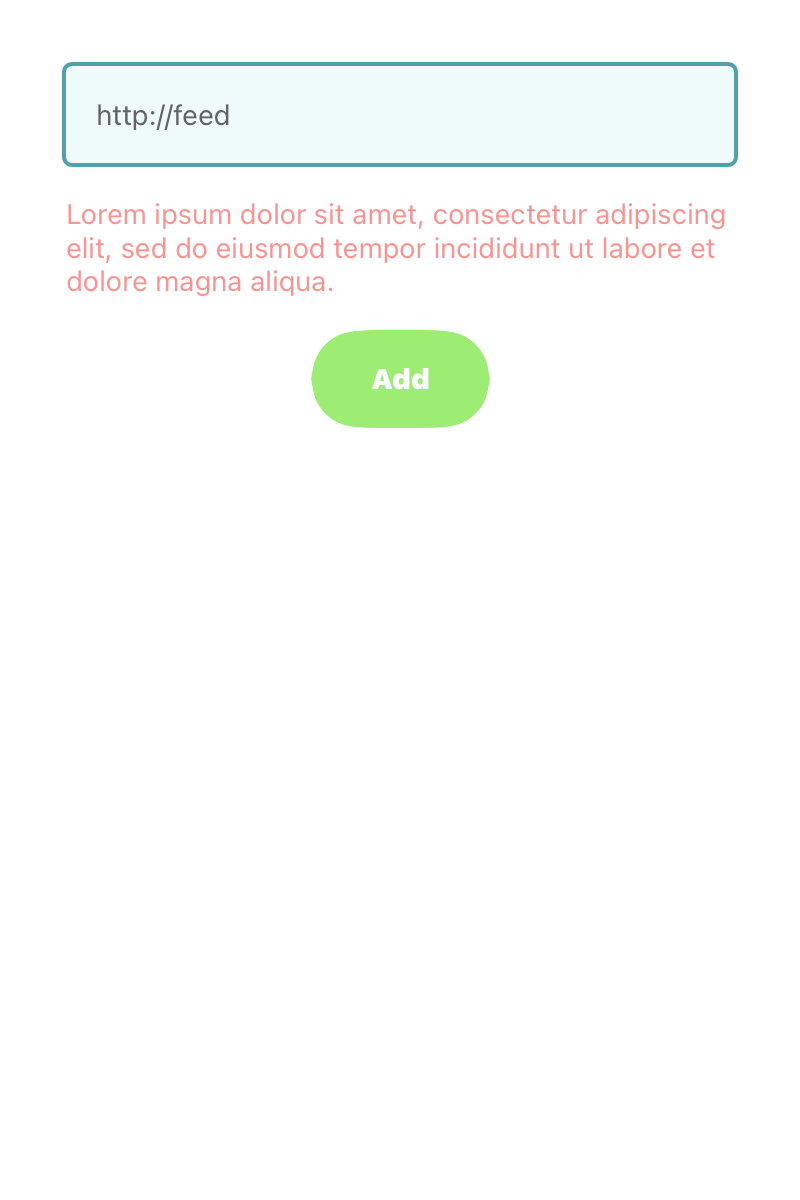 http://feed
Lorem ipsum dolor sit amet, consectetur adipiscing
elit, sed do eiusmod tempor incididunt ut labore et
dolore magna aliqua.
Add